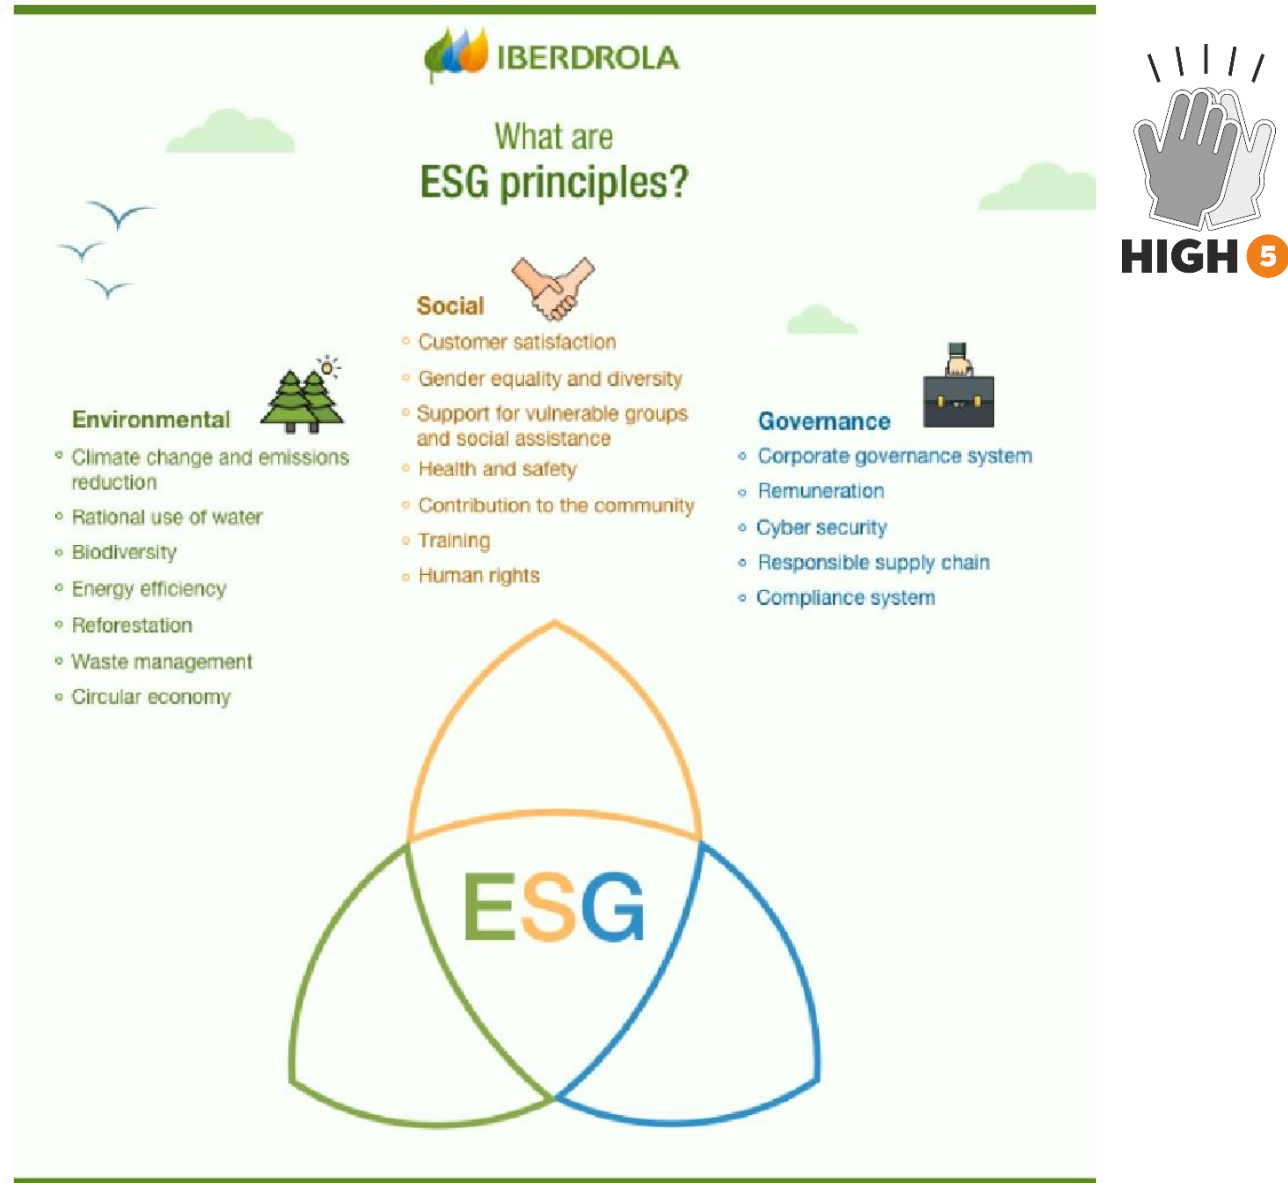 IBERDROLA
What are
ESG principles?
HIGH 5
Social
Customer satisfaction
Gender equality and diversity
Support for vulnerable groups
and social assistance
Health and safety
Contribution to the community
Training
Human rights
Environmental
Climate change and emissions
reduction
Rational use of water
Biodiversity
Energy efficiency
Reforestation
Waste management
Circular economy
Governance
Corporate governance system
Remuneration
Cyber security
Responsible supply chain
Compliance system
ESG